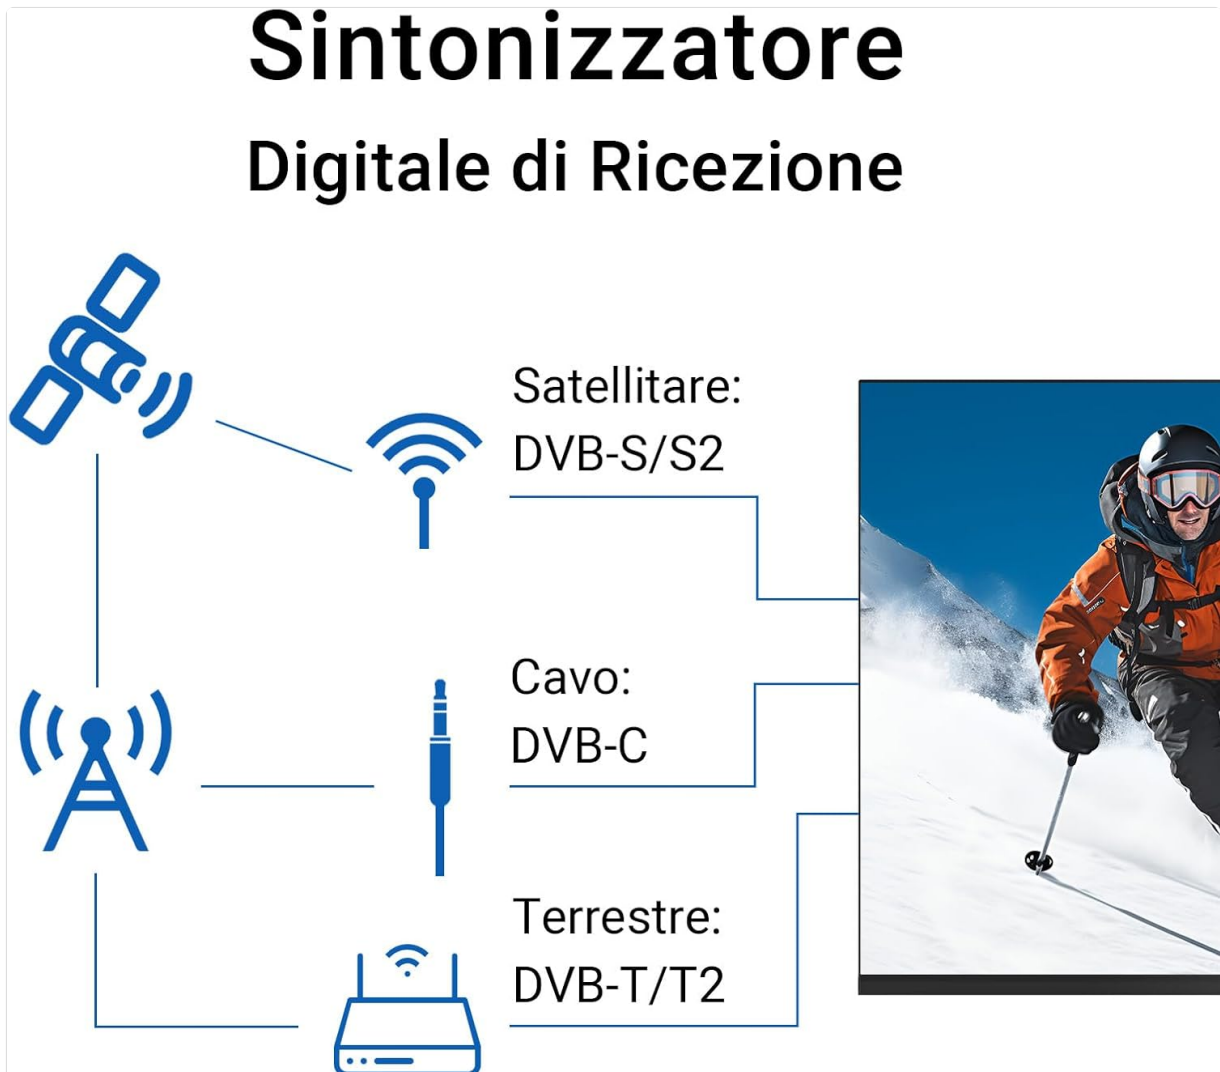 Sintonizzatore
Digitale di Ricezione
Satellitare:
DVB-S/S2
Cavo:
DVB-C
Terrestre:
DVB-T/T2